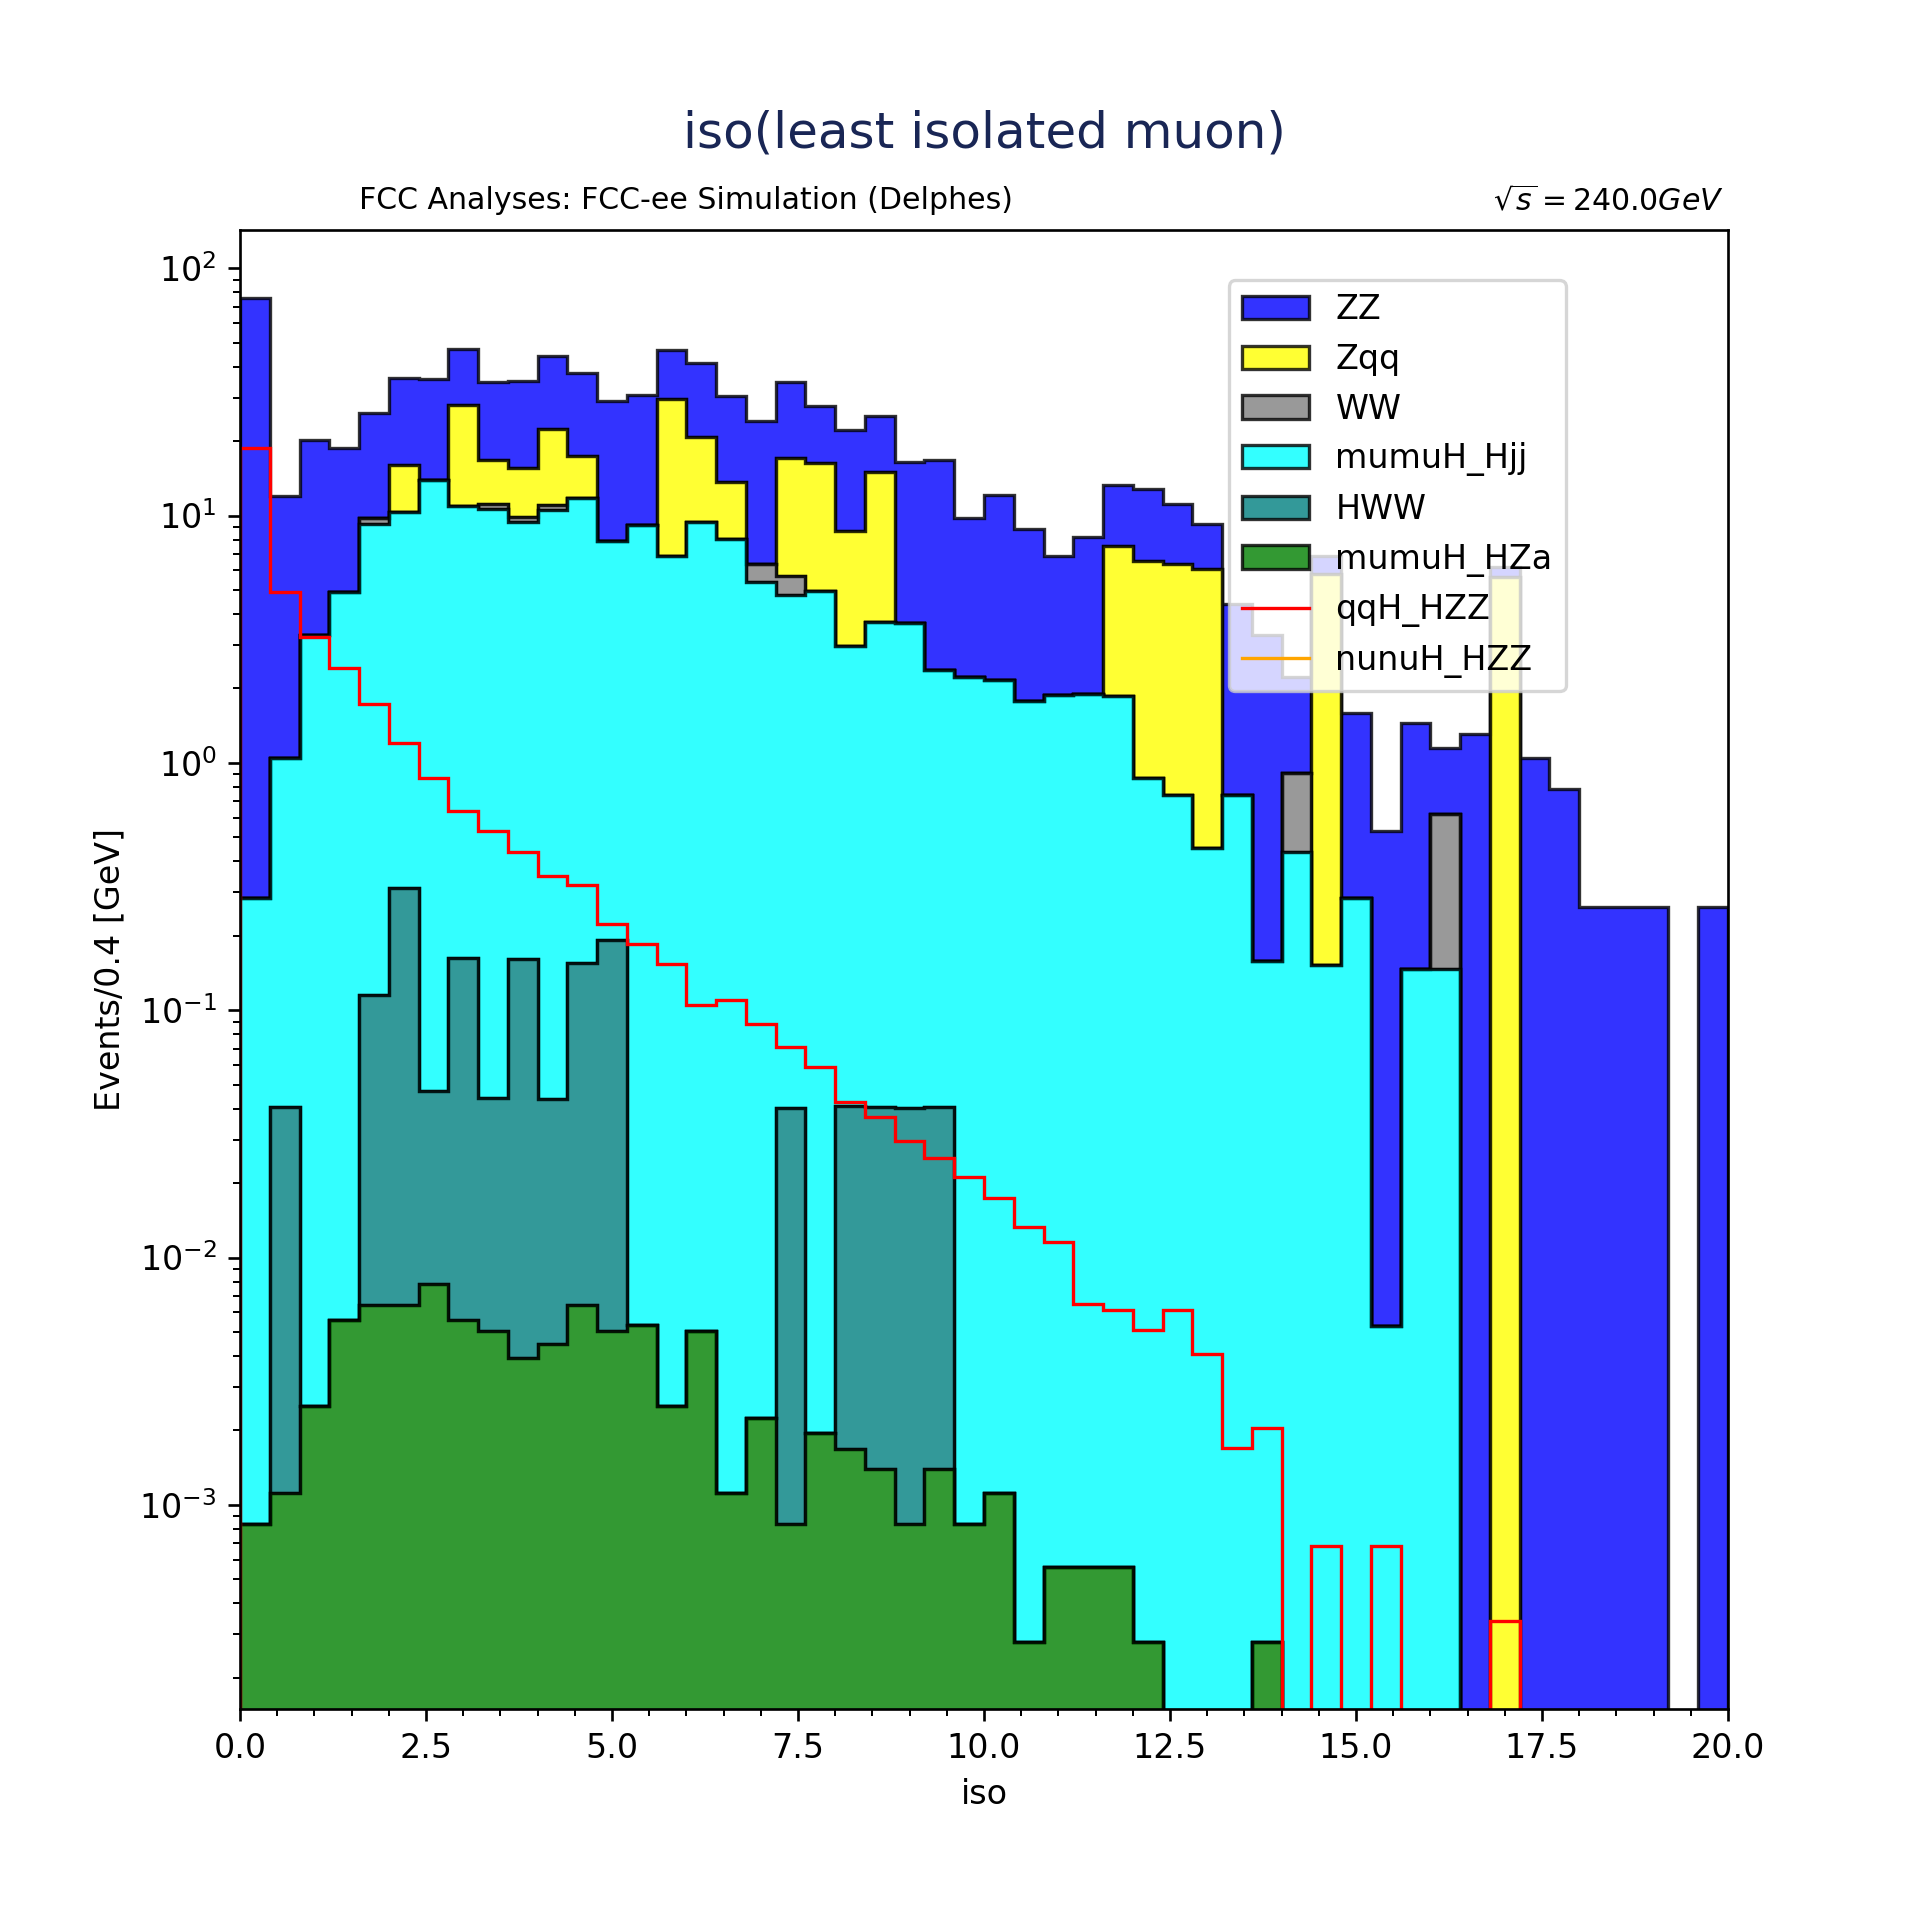 iso(least isolated muon)
FCC Analyses: FCC-ee Simulation (Delphes)
√s = 240.0GeV
10²
10¹
10⁰
10⁻¹
10⁻²
10⁻³
Events/0.4 [GeV]
ZZ
Zqq
WW
mumuH_Hjj
HWW
mumuH_HZa
qqH_HZZ
nunuH_HZZ
0.0 2.5 5.0 7.5 10.0 12.5 15.0 17.5 20.0
iso